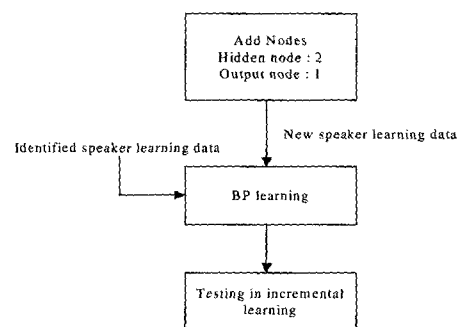 Add Nodes
Hidden node : 2
Output node : 1
New speaker learning data
Identified speaker learning data
BP learning
Testing in incremental
learning